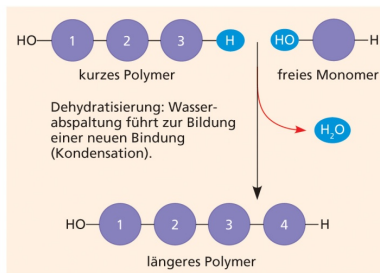 HO 1 2 3 H HO H
kurzes Polymer freies Monomer
Dehydratisierung: Wasser-
abspaltung führt zur Bildung
einer neuen Bindung
(Kondensation).
H₂O
HO 1 2 3 4 H
längeres Polymer